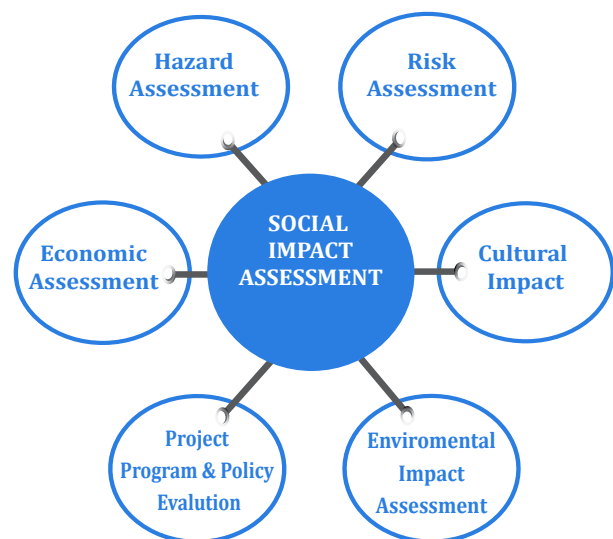 Hazard
Assessment
Risk
Assessment
SOCIAL
IMPACT
ASSESSMENT
Economic
Assessment
Cultural
Impact
Project
Program & Policy
Evalution
Enviromental
Impact
Assessment